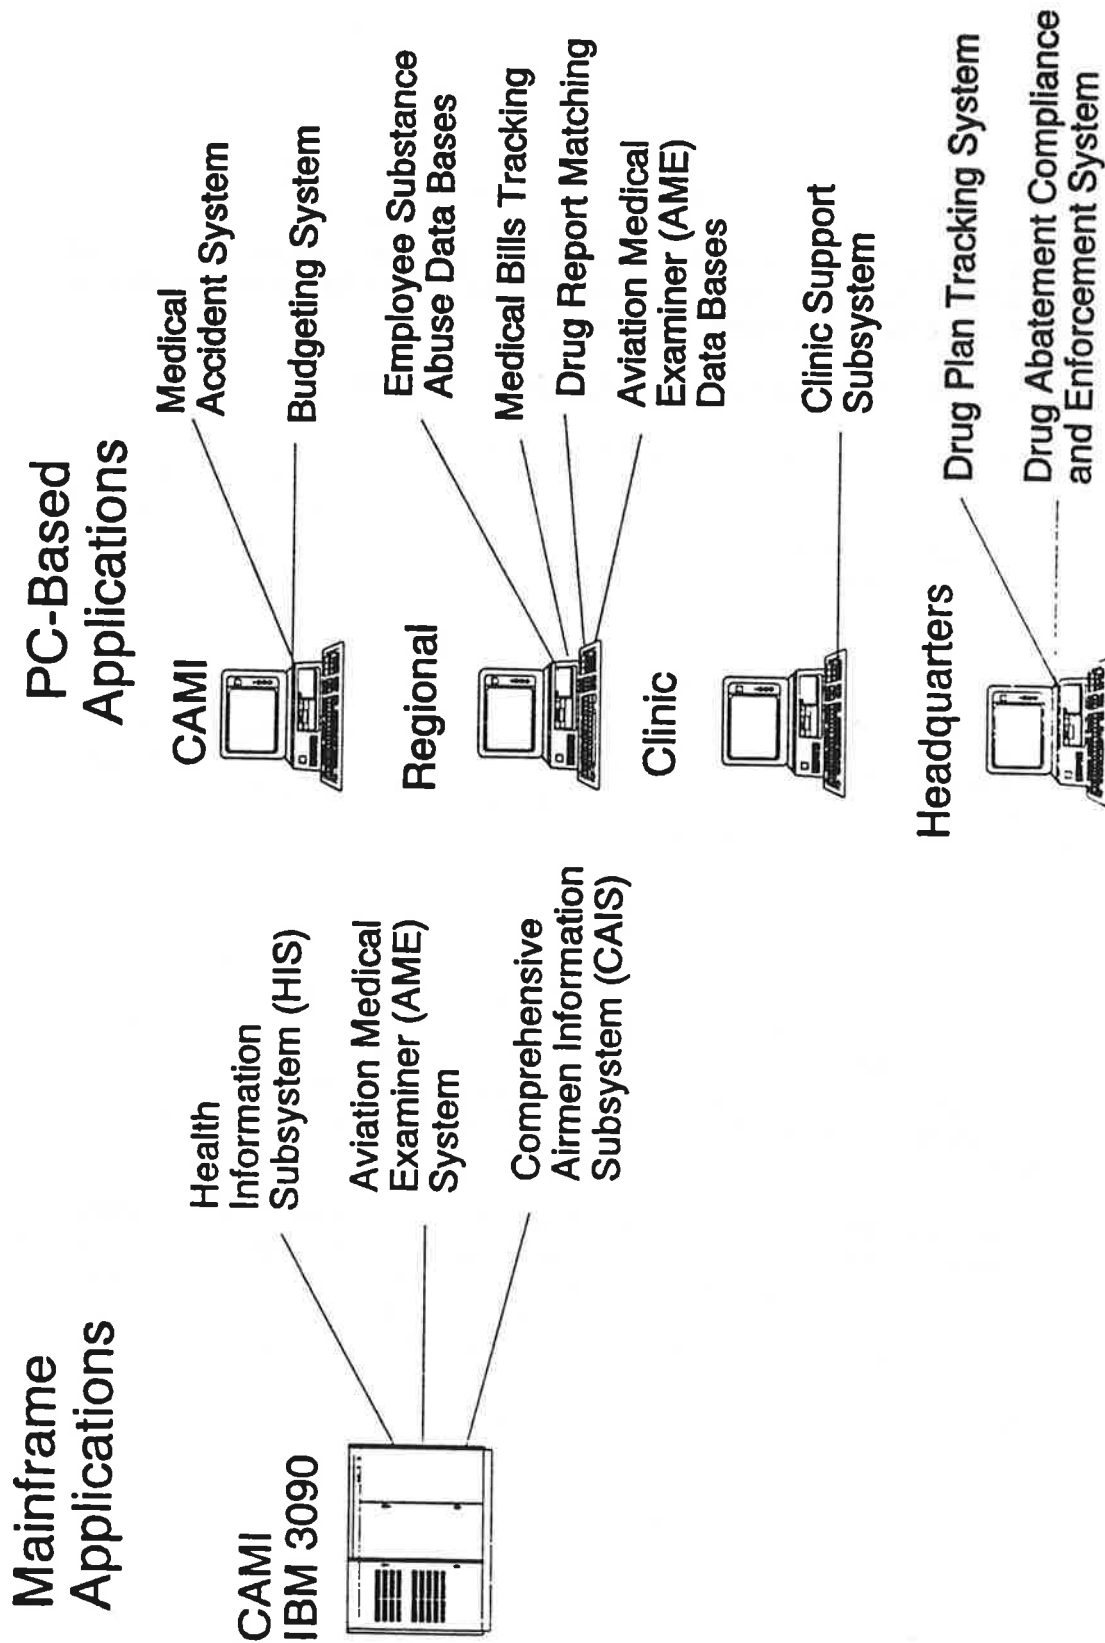 Mainframe
Applications
CAMI
IBM 3090
Health
Information
Subsystem (HIS)
Aviation Medical
Examiner (AME)
System
Comprehensive
Airmen Information
Subsystem (CAIS)
PC-Based
Applications
CAMI
Medical
Accident System
Budgeting System
Regional
Employee Substance
Abuse Data Bases
Medical Bills Tracking
Drug Report Matching
Aviation Medical
Examiner (AME)
Data Bases
Clinic
Clinic Support
Subsystem
Headquarters
Drug Plan Tracking System
Drug Abatement Compliance
and Enforcement System